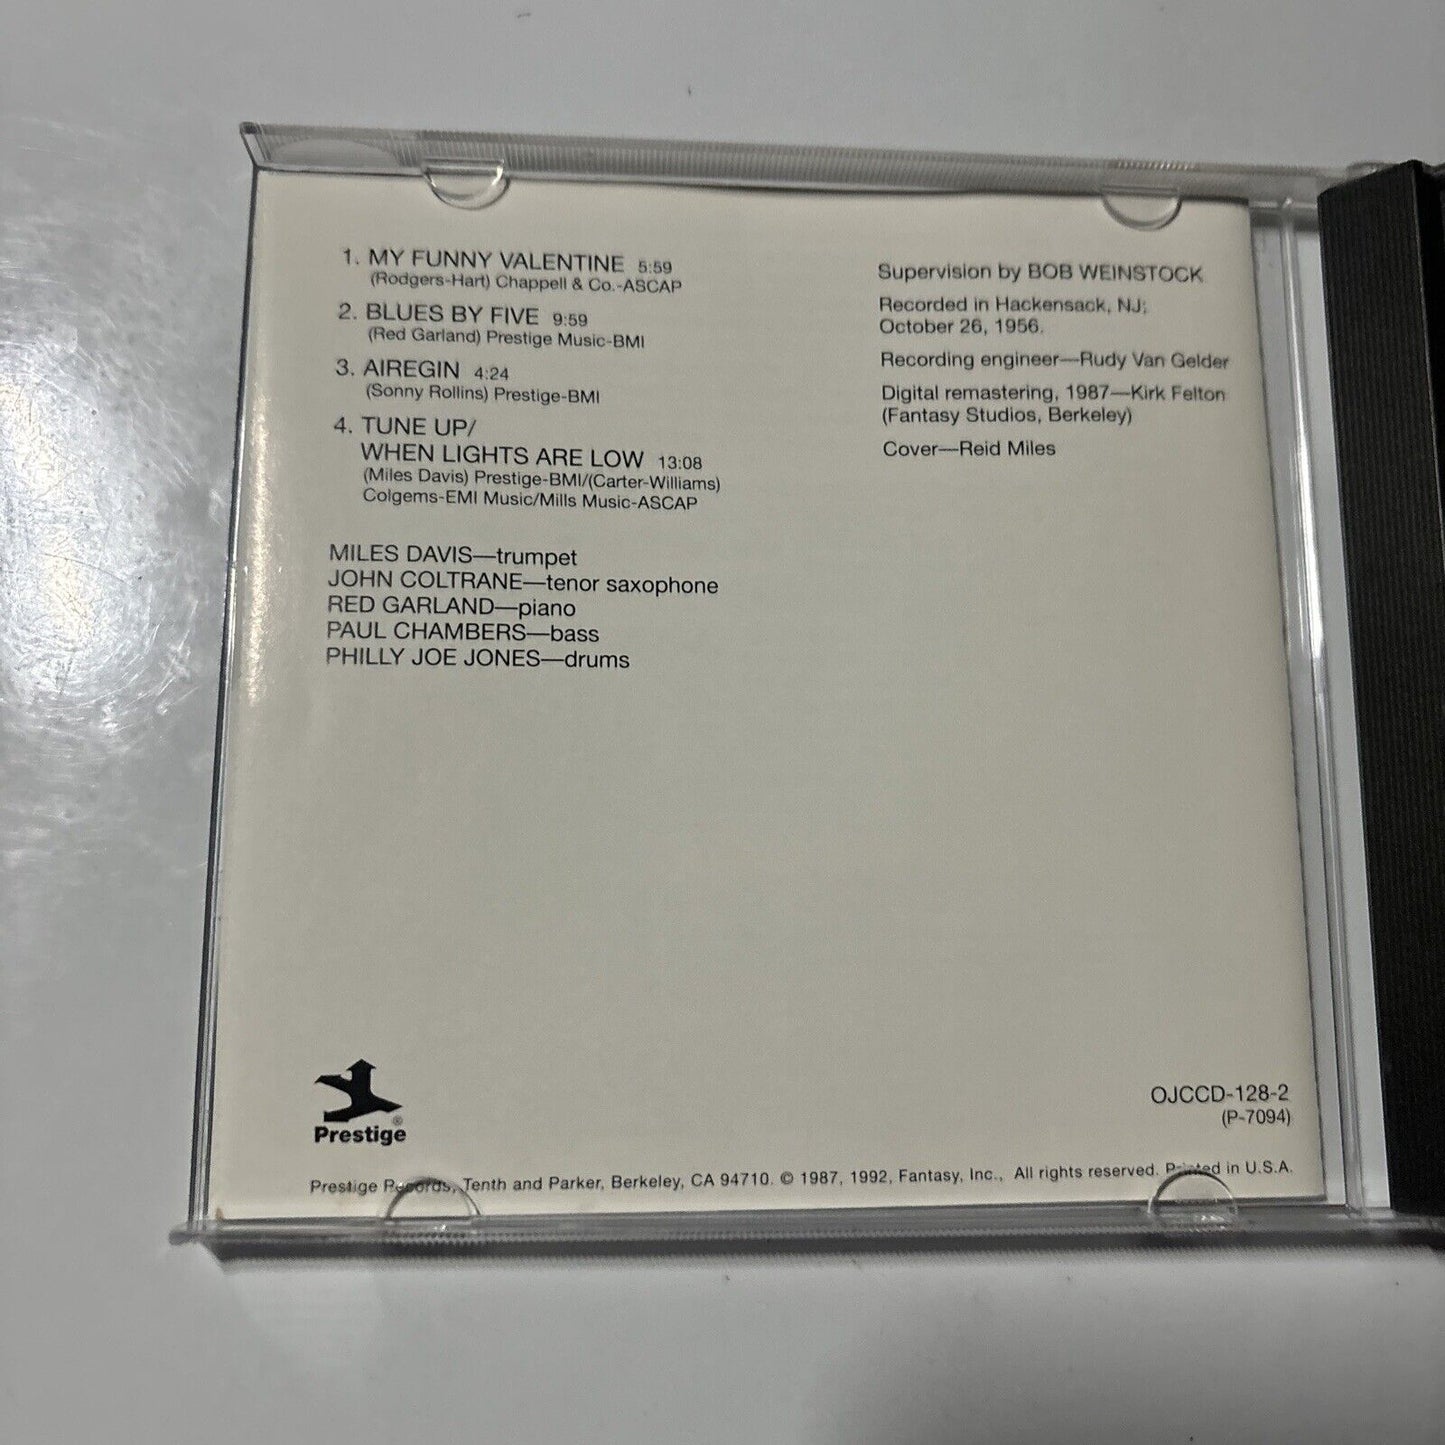 1. MY FUNNY VALENTINE 5:59
(Rodgers-Hart) Chappell & Co.-ASCAP
2. BLUES BY FIVE 9:59
(Red Garland) Prestige Music-BMI
3. AIREGIN 4:24
(Sonny Rollins) Prestige-BMI
4. TUNE UP/
WHEN LIGHTS ARE LOW 13:08
(Miles Davis) Prestige-BMI/(Carter-Williams)
Colgems-EMI Music/Mills Music-ASCAP
MILES DAVIS—trumpet
JOHN COLTRANE—tenor saxophone
RED GARLAND—piano
PAUL CHAMBERS—bass
PHILLY JOE JONES—drums
Supervision by BOB WEINSTOCK
Recorded in Hackensack, NJ;
October 26, 1956.
Recording engineer—Rudy Van Gelder
Digital remastering, 1987—Kirk Felton
(Fantasy Studios, Berkeley)
Cover—Reid Miles
Prestige®
OJCCD-128-2
(P-7094)
Prestige Records, Tenth and Parker, Berkeley, CA 94710. © 1987, 1992, Fantasy, Inc., All rights reserved. Printed in U.S.A.